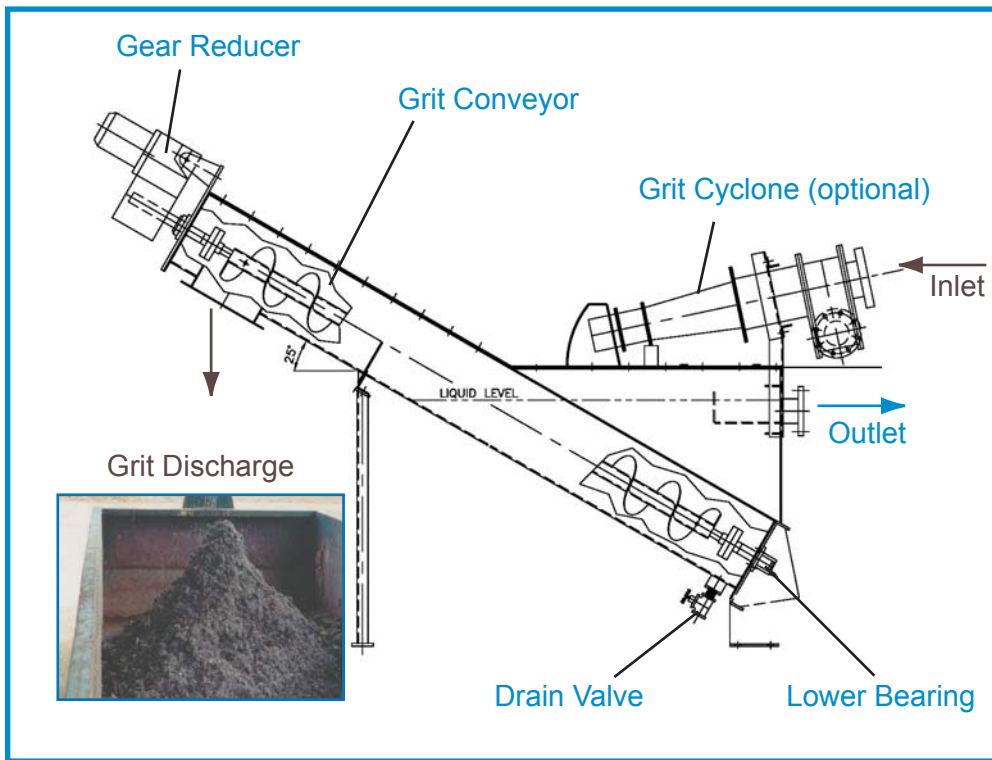 Gear Reducer
Grit Conveyor
Grit Cyclone (optional)
Inlet
25°
LIQUID LEVEL
Outlet
Grit Discharge
Drain Valve
Lower Bearing